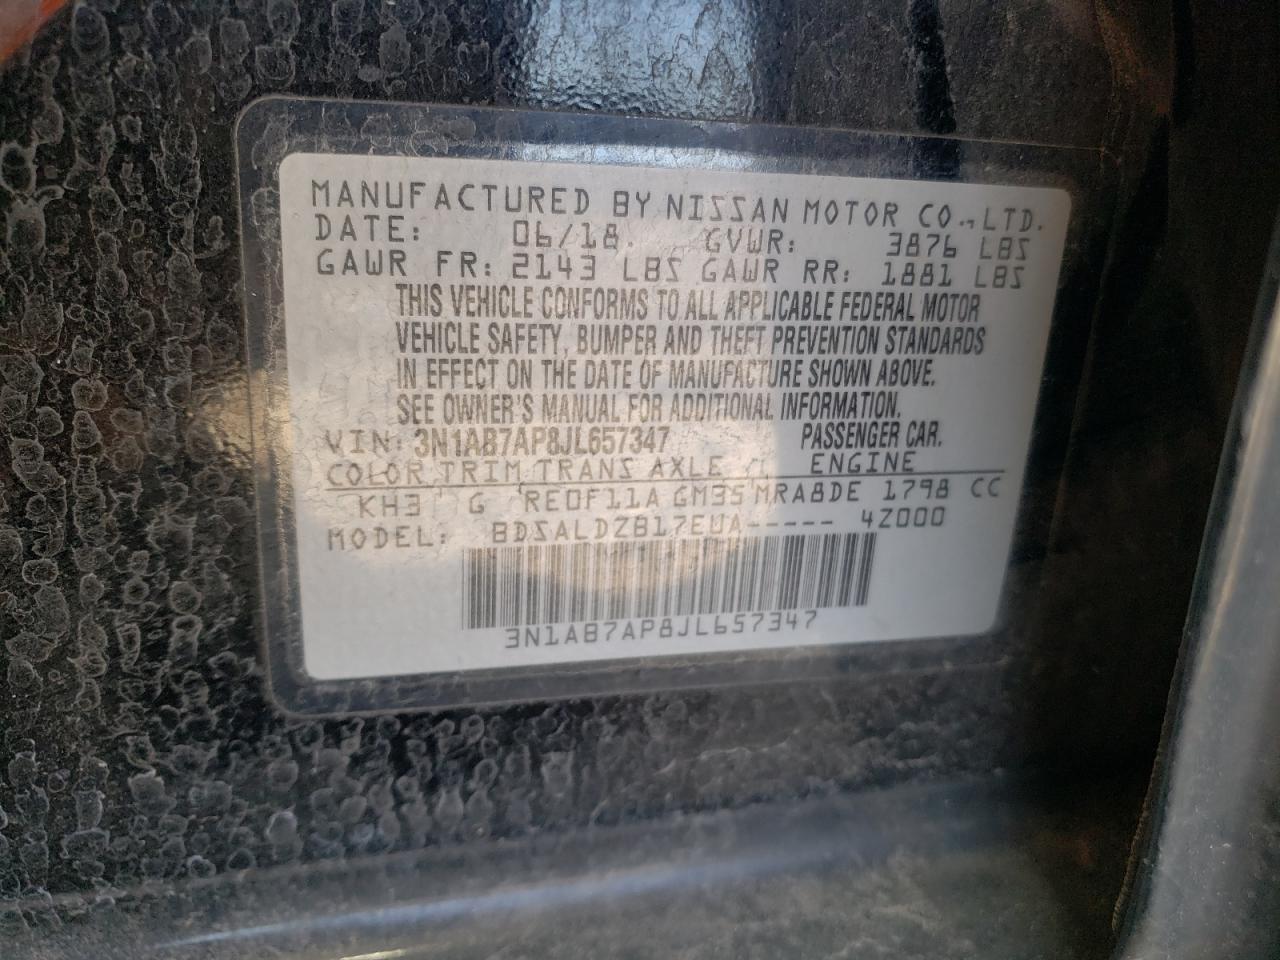 MANUFACTURED BY NISSAN MOTOR CO., LTD.
DATE: 06/18. GVWR: 3876 LBS
GAWR FR: 2143 LBS GAWR RR: 1881 LBS
THIS VEHICLE CONFORMS TO ALL APPLICABLE FEDERAL MOTOR
VEHICLE SAFETY, BUMPER AND THEFT PREVENTION STANDARDS
IN EFFECT ON THE DATE OF MANUFACTURE SHOWN ABOVE.
SEE OWNER'S MANUAL FOR ADDITIONAL INFORMATION.
VIN: 3N1AB7AP8JL657347 PASSENGER CAR.
COLOR TRIM TRANS AXLE ENGINE
KH3 G RE0F11A GM35 MRA8DE 1798 CC
MODEL: BDSALDZB17EUA----- 4Z000
3N1AB7AP8JL657347